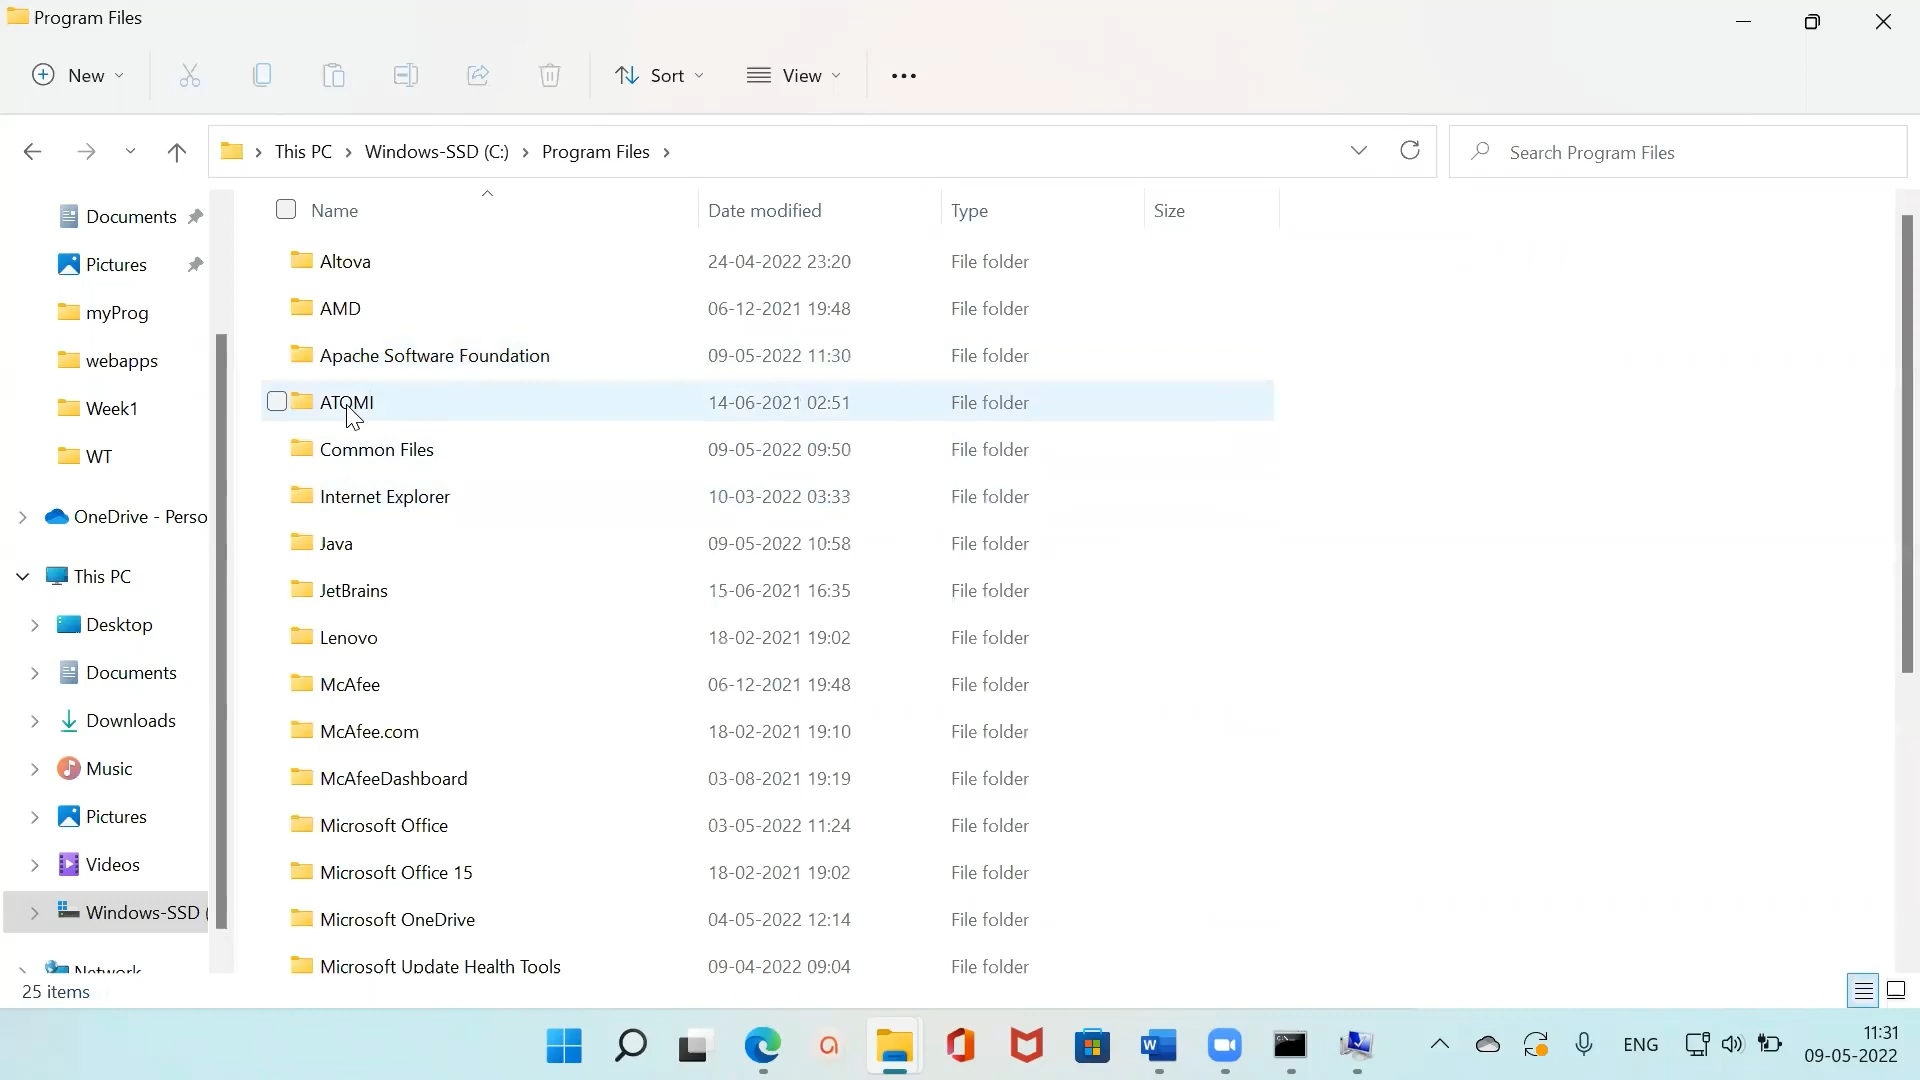 Program Files
New
Sort
View
This PC
Windows-SSD (C:)
Program Files
Search Program Files
Name
Date modified
Type
Size
Documents
Pictures
myProg
webapps
Week1
WT
OneDrive - Perso
This PC
Desktop
Documents
Downloads
Music
Pictures
Videos
Windows-SSD (
Network
Altova 24-04-2022 23:20 File folder
AMD 06-12-2021 19:48 File folder
Apache Software Foundation 09-05-2022 11:30 File folder
ATOMI 14-06-2021 02:51 File folder
Common Files 09-05-2022 09:50 File folder
Internet Explorer 10-03-2022 03:33 File folder
Java 09-05-2022 10:58 File folder
JetBrains 15-06-2021 16:35 File folder
Lenovo 18-02-2021 19:02 File folder
McAfee 06-12-2021 19:48 File folder
McAfee.com 18-02-2021 19:10 File folder
McAfeeDashboard 03-08-2021 19:19 File folder
Microsoft Office 03-05-2022 11:24 File folder
Microsoft Office 15 18-02-2021 19:02 File folder
Microsoft OneDrive 04-05-2022 12:14 File folder
Microsoft Update Health Tools 09-04-2022 09:04 File folder
25 items
ENG
11:31
09-05-2022